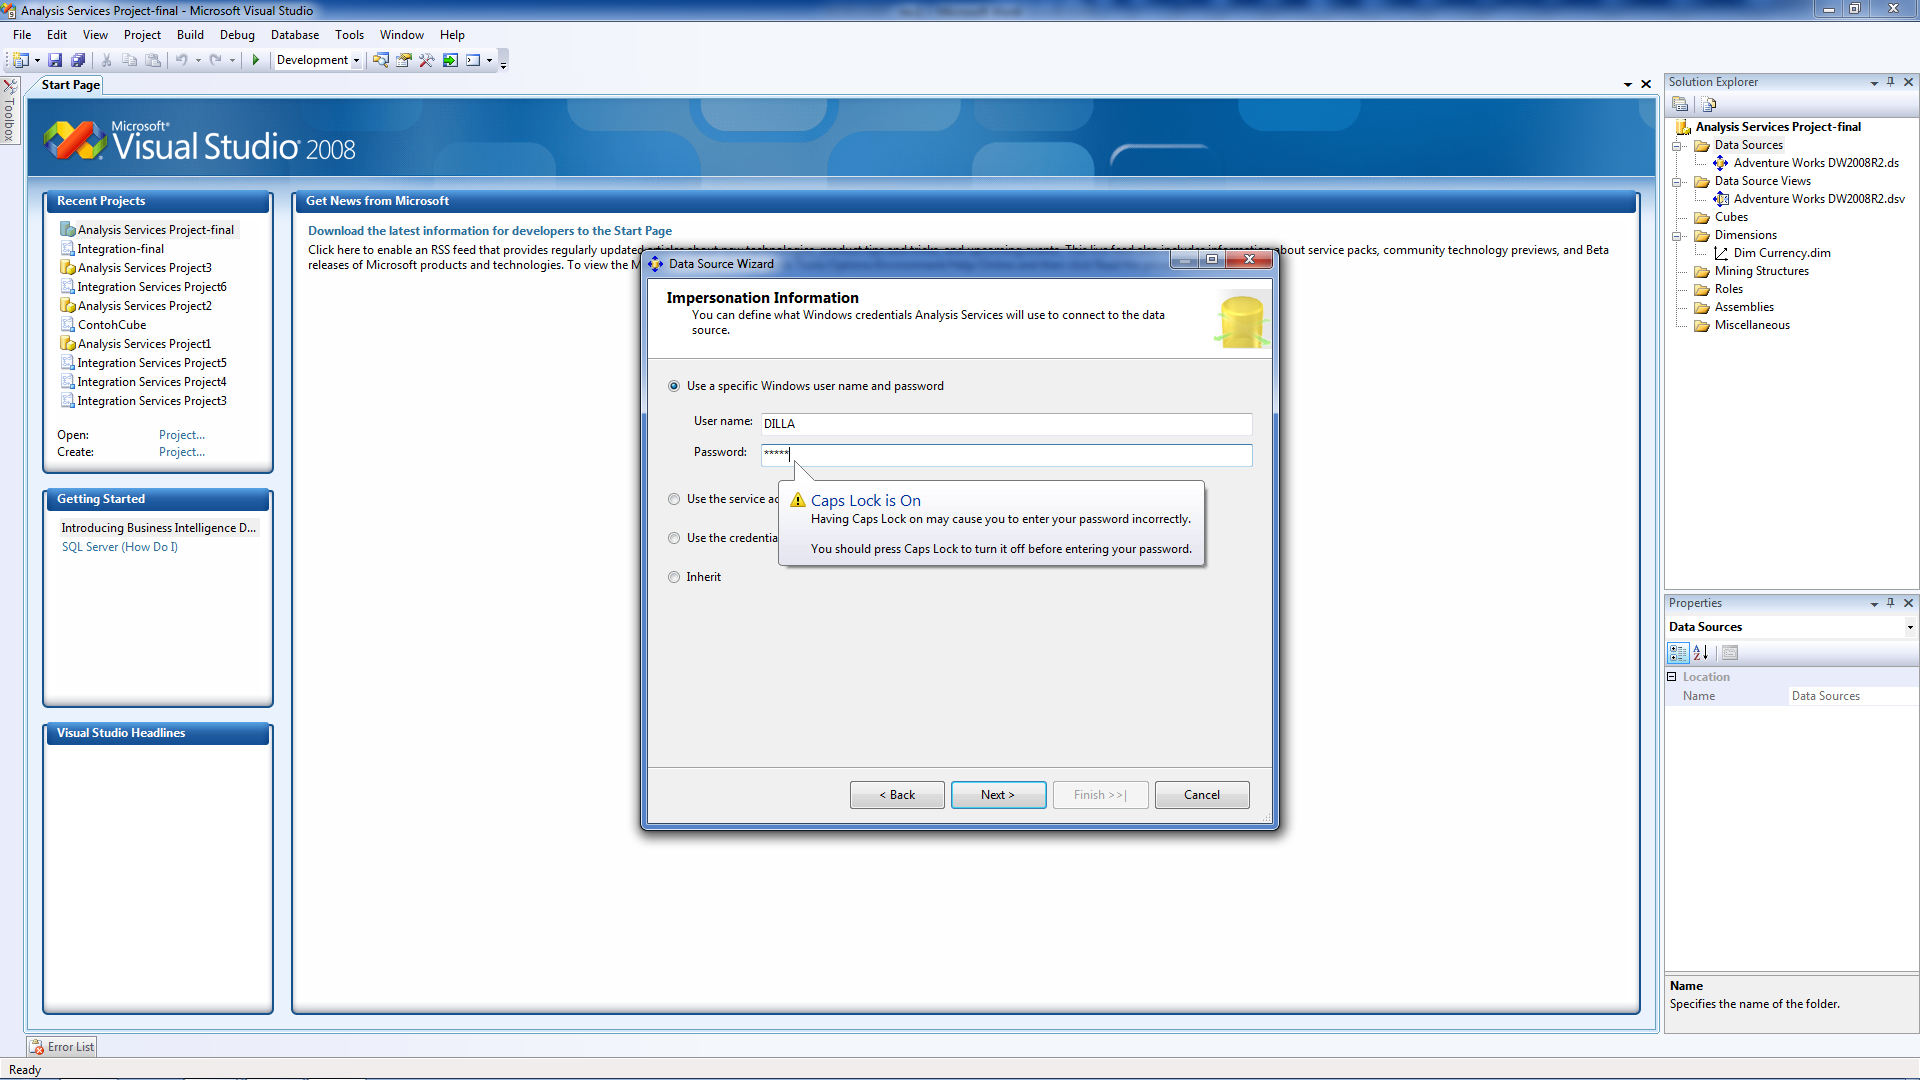 Analysis Services Project-final - Microsoft Visual Studio
File Edit View Project Build Debug Database Tools Window Help
Development
Toolbox
Start Page
Microsoft
Visual Studio 2008
Recent Projects
Analysis Services Project-final
Integration-final
Analysis Services Project3
Integration Services Project6
Analysis Services Project2
ContohCube
Analysis Services Project1
Integration Services Project5
Integration Services Project4
Integration Services Project3
Open: Project...
Create: Project...
Getting Started
Introducing Business Intelligence D...
SQL Server (How Do I)
Visual Studio Headlines
Get News from Microsoft
Download the latest information for developers to the Start Page
Click here to enable an RSS feed that provides regularly updated bout service packs, community technology previews, and Beta
releases of Microsoft products and technologies. To view the M
Data Source Wizard
Impersonation Information
You can define what Windows credentials Analysis Services will use to connect to the data
source.
Use a specific Windows user name and password
User name: DILLA
Password: *****
Use the service ac
Use the credentia
Inherit
Caps Lock is On
Having Caps Lock on may cause you to enter your password incorrectly.
You should press Caps Lock to turn it off before entering your password.
< Back Next > Finish >>| Cancel
Solution Explorer
Analysis Services Project-final
Data Sources
Adventure Works DW2008R2.ds
Data Source Views
Adventure Works DW2008R2.dsv
Cubes
Dimensions
Dim Currency.dim
Mining Structures
Roles
Assemblies
Miscellaneous
Properties
Data Sources
Location
Name Data Sources
Name
Specifies the name of the folder.
Error List
Ready